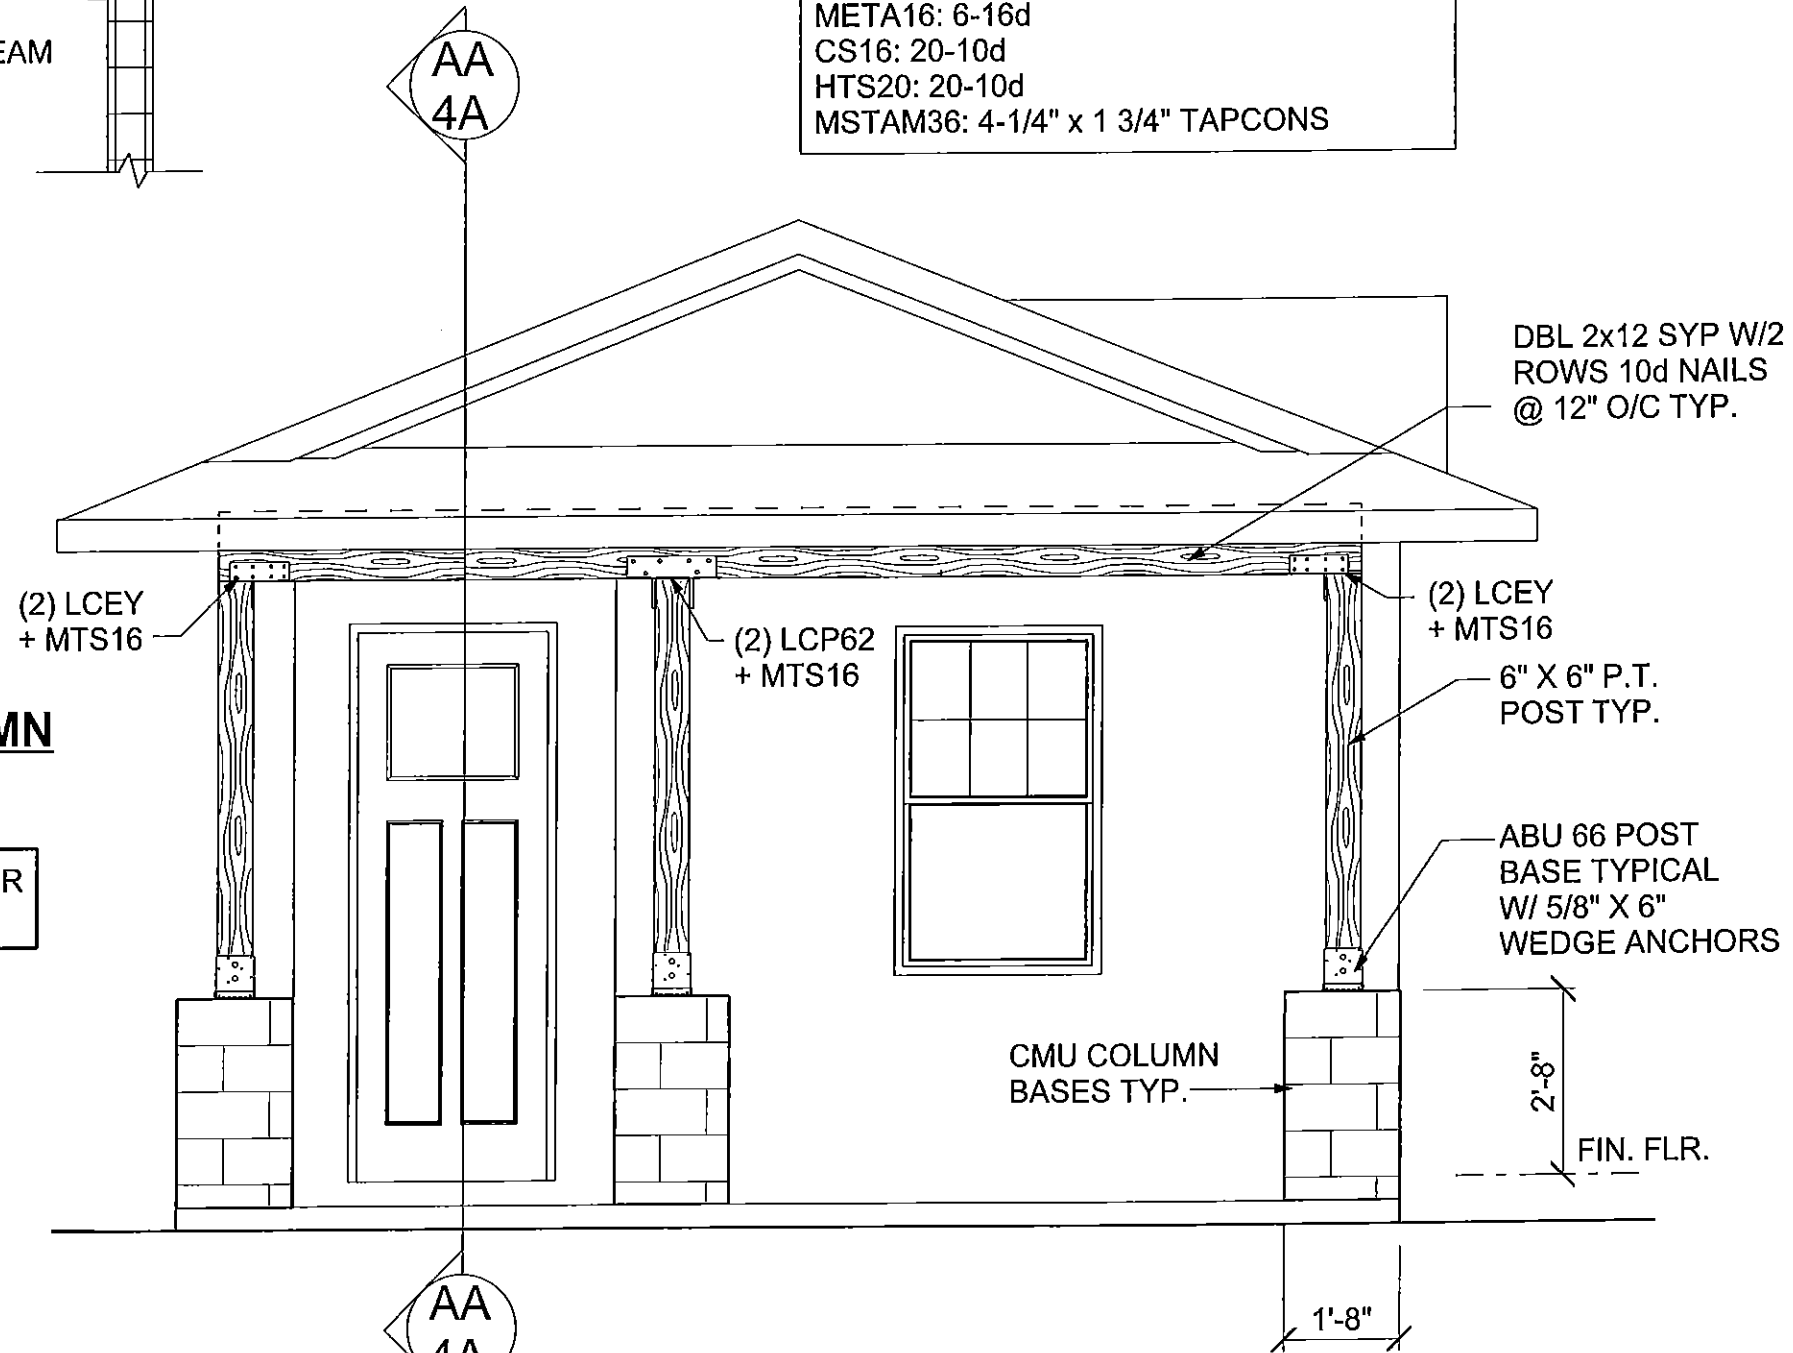 EAM
META16: 6-16d
CS16: 20-10d
HTS20: 20-10d
MSTAM36: 4-1/4" x 1 3/4" TAPCONS
AA
4A
DBL 2x12 SYP W/2
ROWS 10d NAILS
@ 12" O/C TYP.
(2) LCEY
+ MTS16
(2) LCP62
+ MTS16
(2) LCEY
+ MTS16
6" X 6" P.T.
POST TYP.
MN
R
ABU 66 POST
BASE TYPICAL
W/ 5/8" X 6"
WEDGE ANCHORS
CMU COLUMN
BASES TYP.
2'-8"
FIN. FLR.
1'-8"
AA
4A